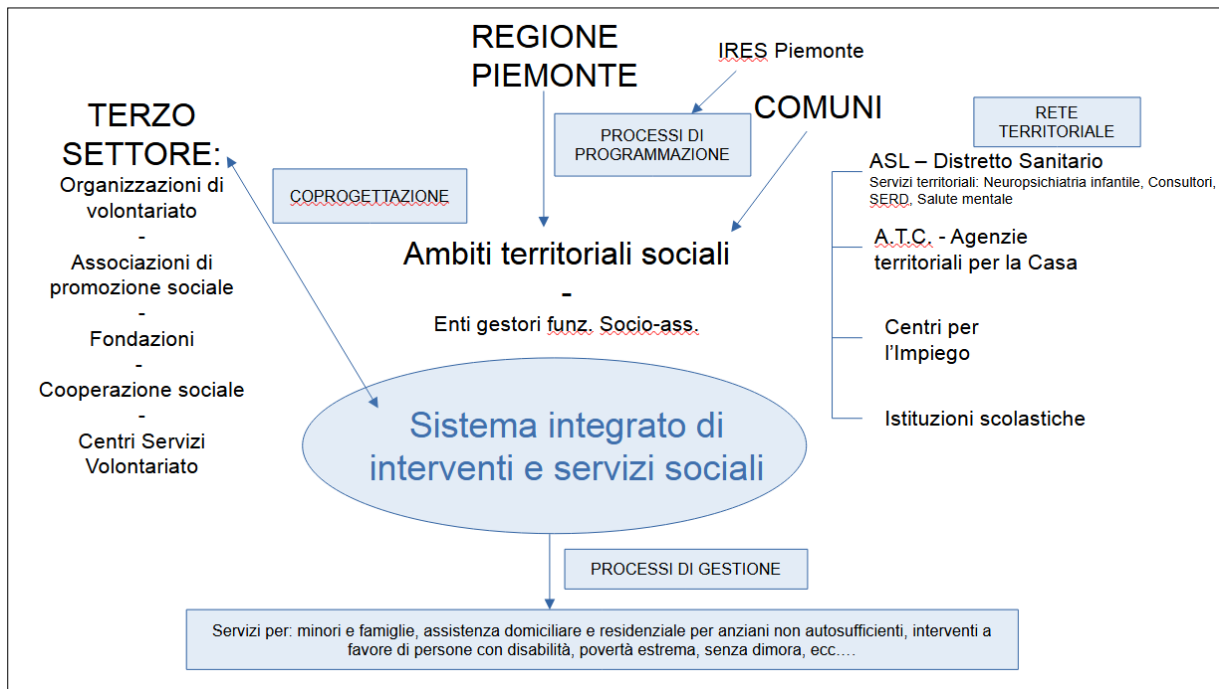 REGIONE
PIEMONTE
IRES Piemonte
COMUNI
PROCESSI DI
PROGRAMMAZIONE
RETE
TERRITORIALE
TERZO
SETTORE:
Organizzazioni di
volontariato
-
Associazioni di
promozione sociale
-
Fondazioni
-
Cooperazione sociale
-
Centri Servizi
Volontariato
COPROGETTAZIONE
Ambiti territoriali sociali
-
Enti gestori funz. Socio-ass.
ASL – Distretto Sanitario
Servizi territoriali: Neuropsichiatria infantile, Consultori,
SERD, Salute mentale
A.T.C. - Agenzie
territoriali per la Casa
Centri per
l’Impiego
Istituzioni scolastiche
Sistema integrato di
interventi e servizi sociali
PROCESSI DI GESTIONE
Servizi per: minori e famiglie, assistenza domiciliare e residenziale per anziani non autosufficienti, interventi a
favore di persone con disabilità, povertà estrema, senza dimora, ecc.…